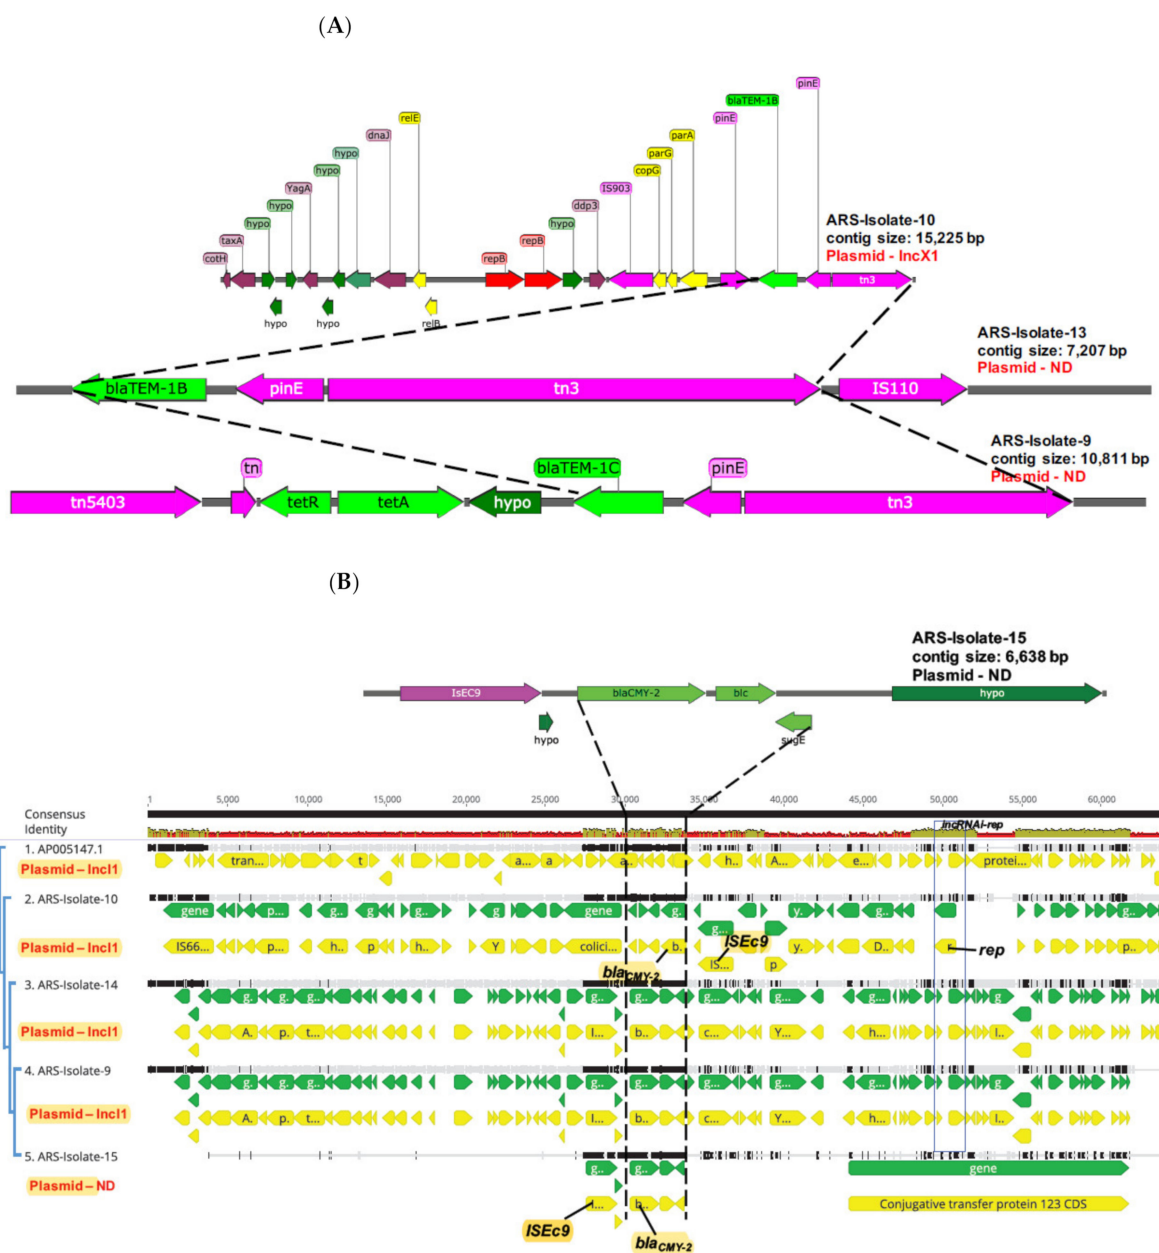 (A)
pinE
blaTEM-1B
relE
pinE
dnaJ
parA
hypo
parG
hypo
copG
YagA
IS903
hypo
ddp3
hypo
hypo
taxA
repB
cotH
repB
tn3
hypo
hypo
relB
ARS-Isolate-10
contig size: 15,225 bp
Plasmid - IncX1
ARS-Isolate-13
contig size: 7,207 bp
Plasmid - ND
blaTEM-1B
pinE
tn3
IS110
ARS-Isolate-9
contig size: 10,811 bp
Plasmid - ND
tn
blaTEM-1C
pinE
tn5403
tetR
tetA
hypo
tn3
(B)
ARS-Isolate-15
contig size: 6,638 bp
Plasmid - ND
IsEC9
blaCMY-2
blc
hypo
hypo
sugE
1 5,000 10,000 15,000 20,000 25,000 30,000 35,000 40,000 45,000 50,000 55,000 60,000
Consensus
Identity
incRNAi-rep
1. AP005147.1
Plasmid – IncI1
tran... t a... a a.. h.. A... e... protei...
2. ARS-Isolate-10
gene p... g.. g g.. g gene g. y. g...
g...
Plasmid – IncI1
IS66... p... h.. p h.. Y colici... b. y. D.. r p...
rep
ISEc9
IS... p
blaCMY-2
3. ARS-Isolate-14
g. g. g... g.. g.. g... g... g... g..
Plasmid – IncI1
A. p. t... I... b.. c... Y... h... I..
4. ARS-Isolate-9
g. g. g... g.. g.. g... g... g... g..
Plasmid – IncI1
A. p. t... I... b.. c... Y... h... I..
5. ARS-Isolate-15
g.. g.. gene
Plasmid – ND
I... b.. Conjugative transfer protein 123 CDS
ISEc9
blaCMY-2